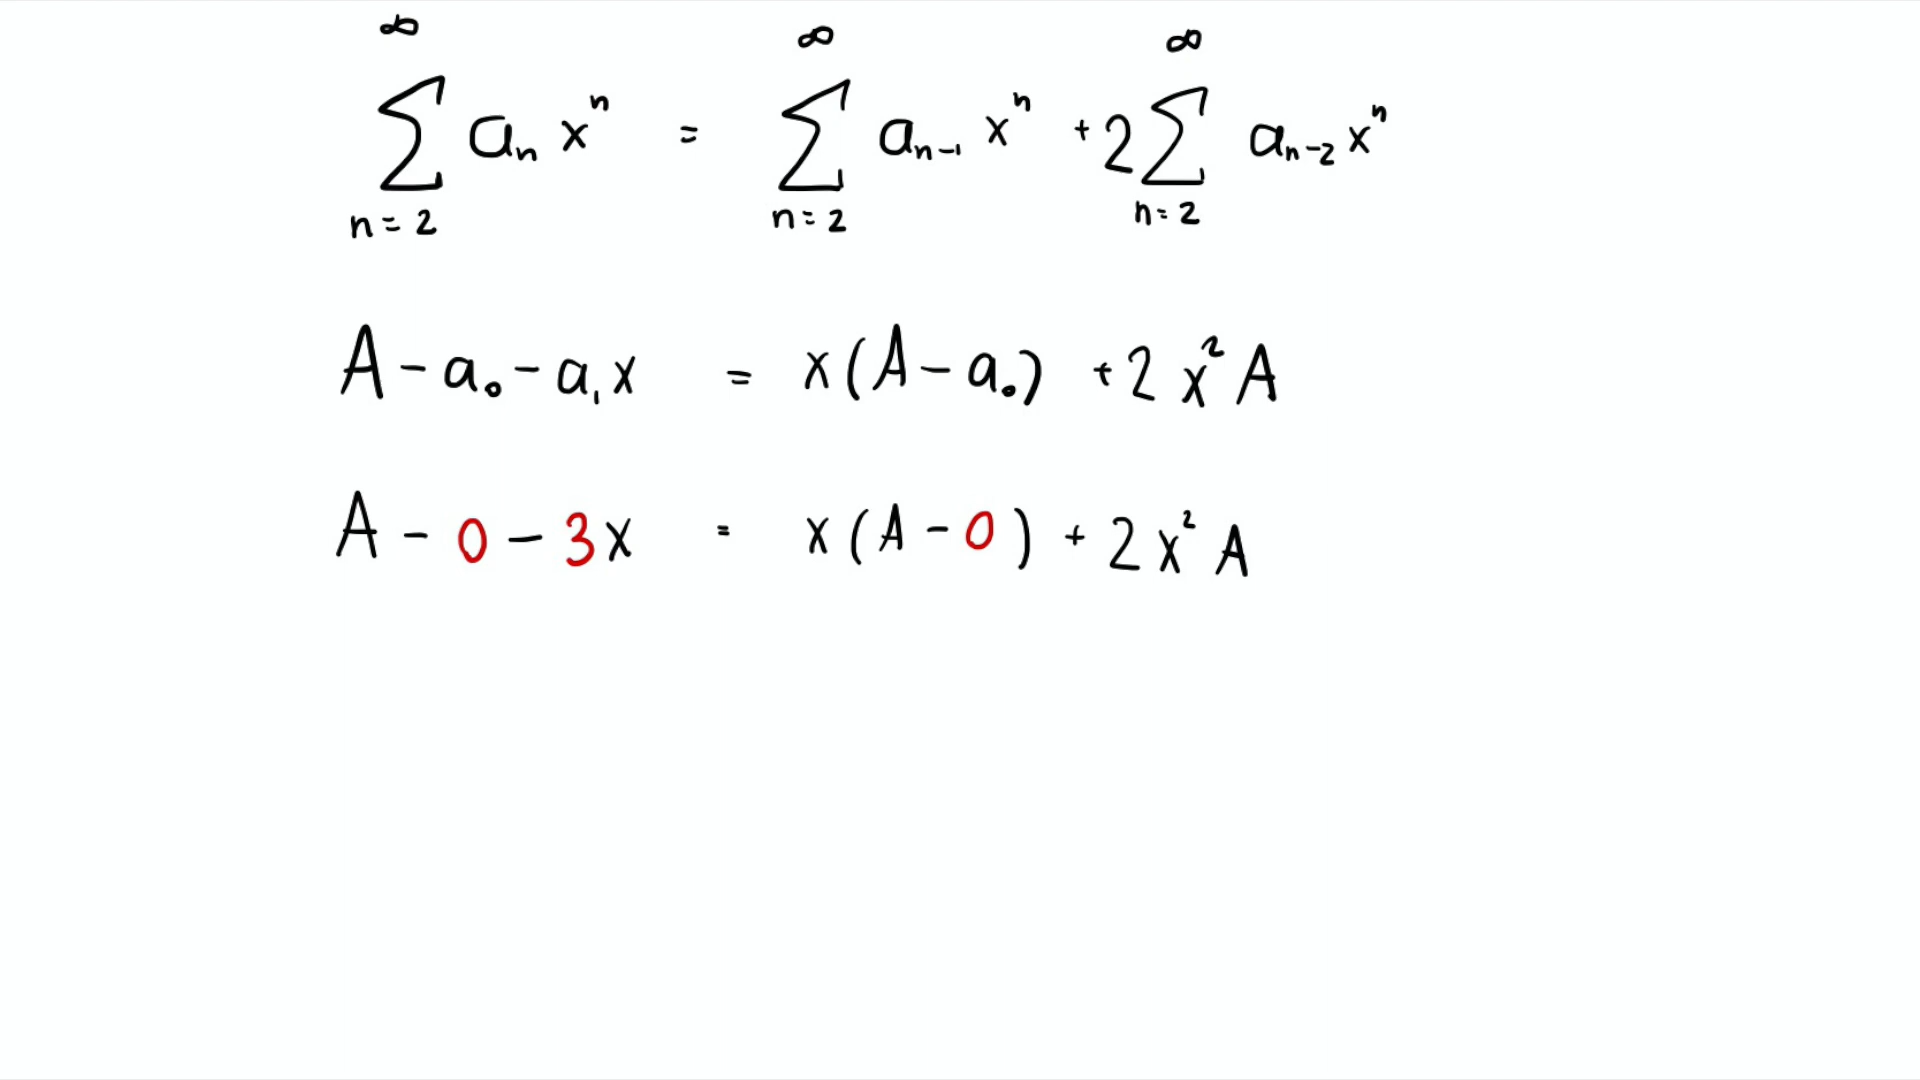 ∞ ∞ ∞
∑ aₙ xⁿ = ∑ aₙ₋₁ xⁿ + 2∑ aₙ₋₂ xⁿ
n = 2 n = 2 n = 2
A - a₀ - a₁x = x(A - a₀) + 2x²A
A - 0 - 3x = x(A - 0) + 2x²A